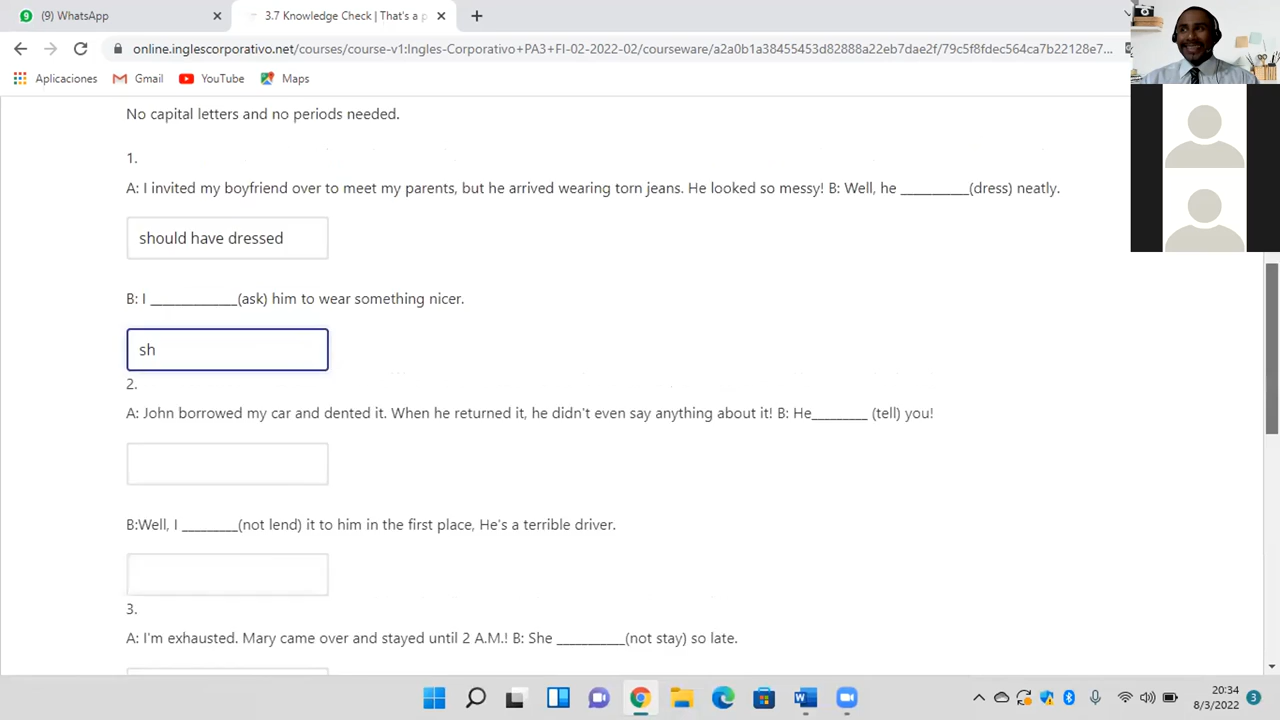 9
(9) WhatsApp
3.7 Knowledge Check | That's a p
online.inglescorporativo.net/courses/course-v1:Ingles-Corporativo+PA3+FI-02-2022-02/courseware/a2a0b1a38455453d82888a22eb7dae2f/79c5f8fdec564ca7b22128e7...
Aplicaciones
Gmail
YouTube
Maps
No capital letters and no periods needed.
1.
A: I invited my boyfriend over to meet my parents, but he arrived wearing torn jeans. He looked so messy! B: Well, he __________(dress) neatly.
should have dressed
B: I _____________(ask) him to wear something nicer.
sh
2.
A: John borrowed my car and dented it. When he returned it, he didn't even say anything about it! B: He________ (tell) you!
B:Well, I ________(not lend) it to him in the first place, He's a terrible driver.
3.
A: I'm exhausted. Mary came over and stayed until 2 A.M.! B: She __________(not stay) so late.
20:34
8/3/2022
3